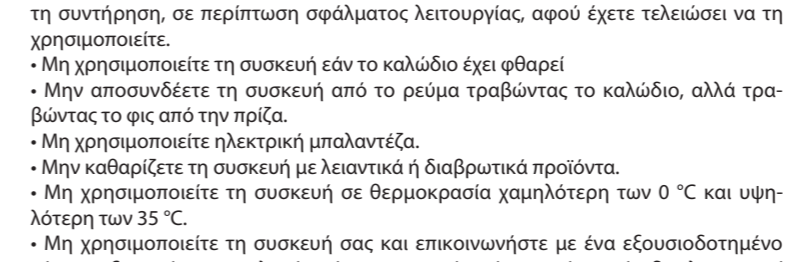 τη συντήρηση, σε περίπτωση σφάλματος λειτουργίας, αφού έχετε τελειώσει να τη
χρησιμοποιείτε.
• Μη χρησιμοποιείτε τη συσκευή εάν το καλώδιο έχει φθαρεί
• Μην αποσυνδέετε τη συσκευή από το ρεύμα τραβώντας το καλώδιο, αλλά τρα-
βώντας το φις από την πρίζα.
• Μη χρησιμοποιείτε ηλεκτρική μπαλαντέζα.
• Μην καθαρίζετε τη συσκευή με λειαντικά ή διαβρωτικά προϊόντα.
• Μη χρησιμοποιείτε τη συσκευή σε θερμοκρασία χαμηλότερη των 0 °C και υψη-
λότερη των 35 °C.
• Μη χρησιμοποιείτε τη συσκευή σας και επικοινωνήστε με ένα εξουσιοδοτημένο